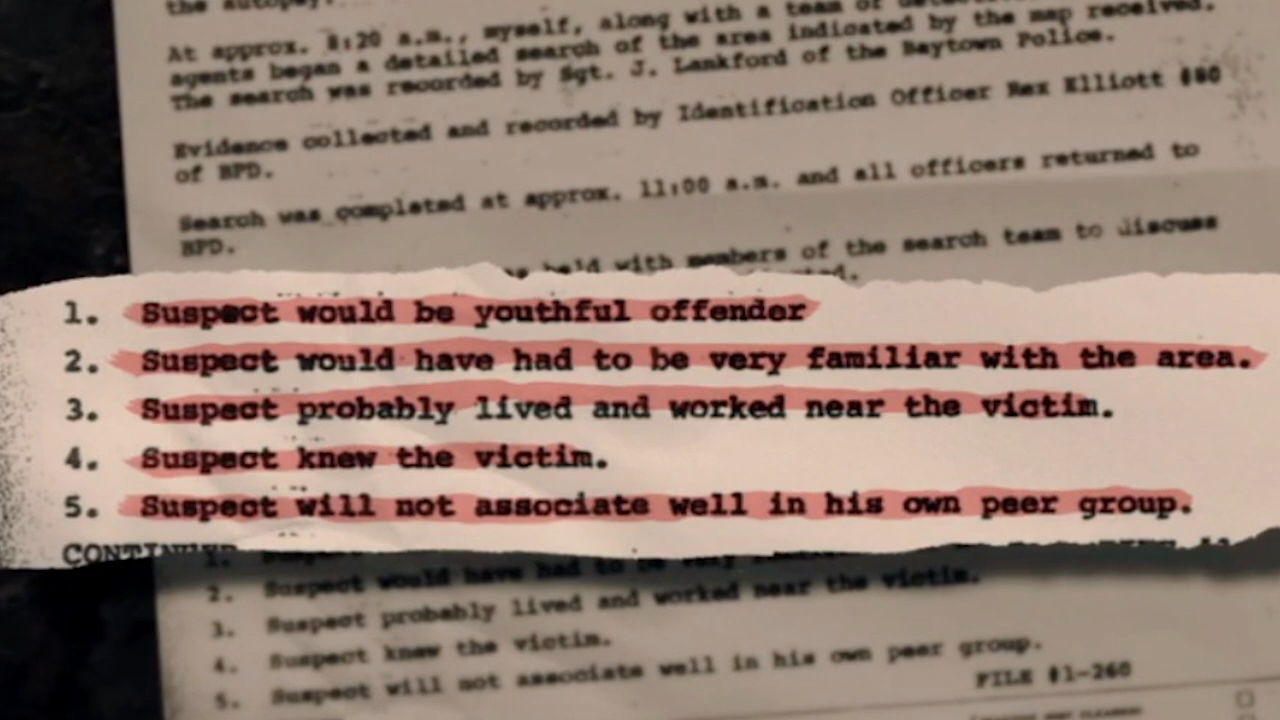 the autopsy.
At approx. 8:20 a.m., myself, along with a team of
agents began a detailed search of the area indicated by the map received.
The search was recorded by Sgt. J. Lankford of the Baytown Police.
Evidence collected and recorded by Identification Officer Rex Elliott #80
of BPD.
Search was completed at approx. 11:00 a.m. and all officers returned to
BPD.
held with members of the search team to discuss
1. Suspect would be youthful offender
2. Suspect would have had to be very familiar with the area.
3. Suspect probably lived and worked near the victim.
4. Suspect knew the victim.
5. Suspect will not associate well in his own peer group.
CONTINUED
1.
2. Suspect would have had to be very
3. Suspect probably lived and worked near the victim.
4. Suspect knew the victim.
5. Suspect will not associate well in his own peer group.
FILE #1-260